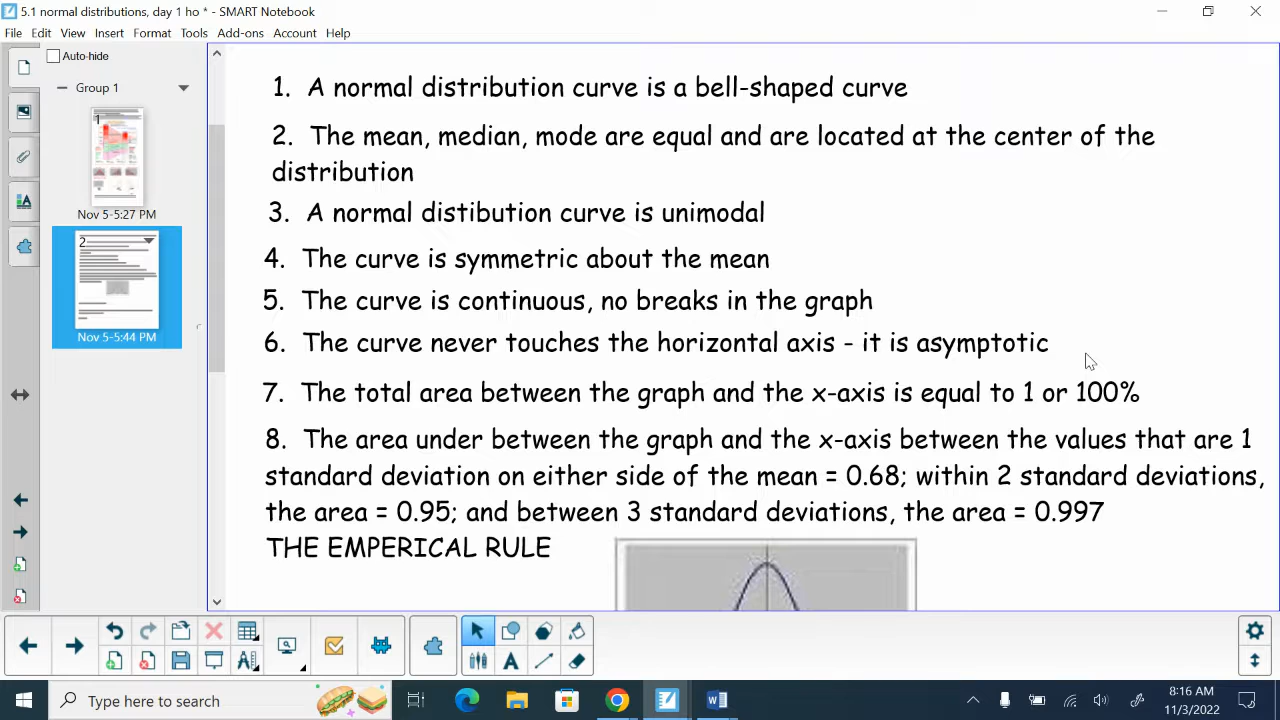 5.1 normal distributions, day 1 ho * - SMART Notebook
File Edit View Insert Format Tools Add-ons Account Help
Auto-hide
Group 1
1
Nov 5-5:27 PM
2
Nov 5-5:44 PM
1. A normal distribution curve is a bell-shaped curve
2. The mean, median, mode are equal and are located at the center of the
distribution
3. A normal distibution curve is unimodal
4. The curve is symmetric about the mean
5. The curve is continuous, no breaks in the graph
6. The curve never touches the horizontal axis - it is asymptotic
7. The total area between the graph and the x-axis is equal to 1 or 100%
8. The area under between the graph and the x-axis between the values that are 1
standard deviation on either side of the mean = 0.68; within 2 standard deviations,
the area = 0.95; and between 3 standard deviations, the area = 0.997
THE EMPERICAL RULE
Type here to search
8:16 AM
11/3/2022